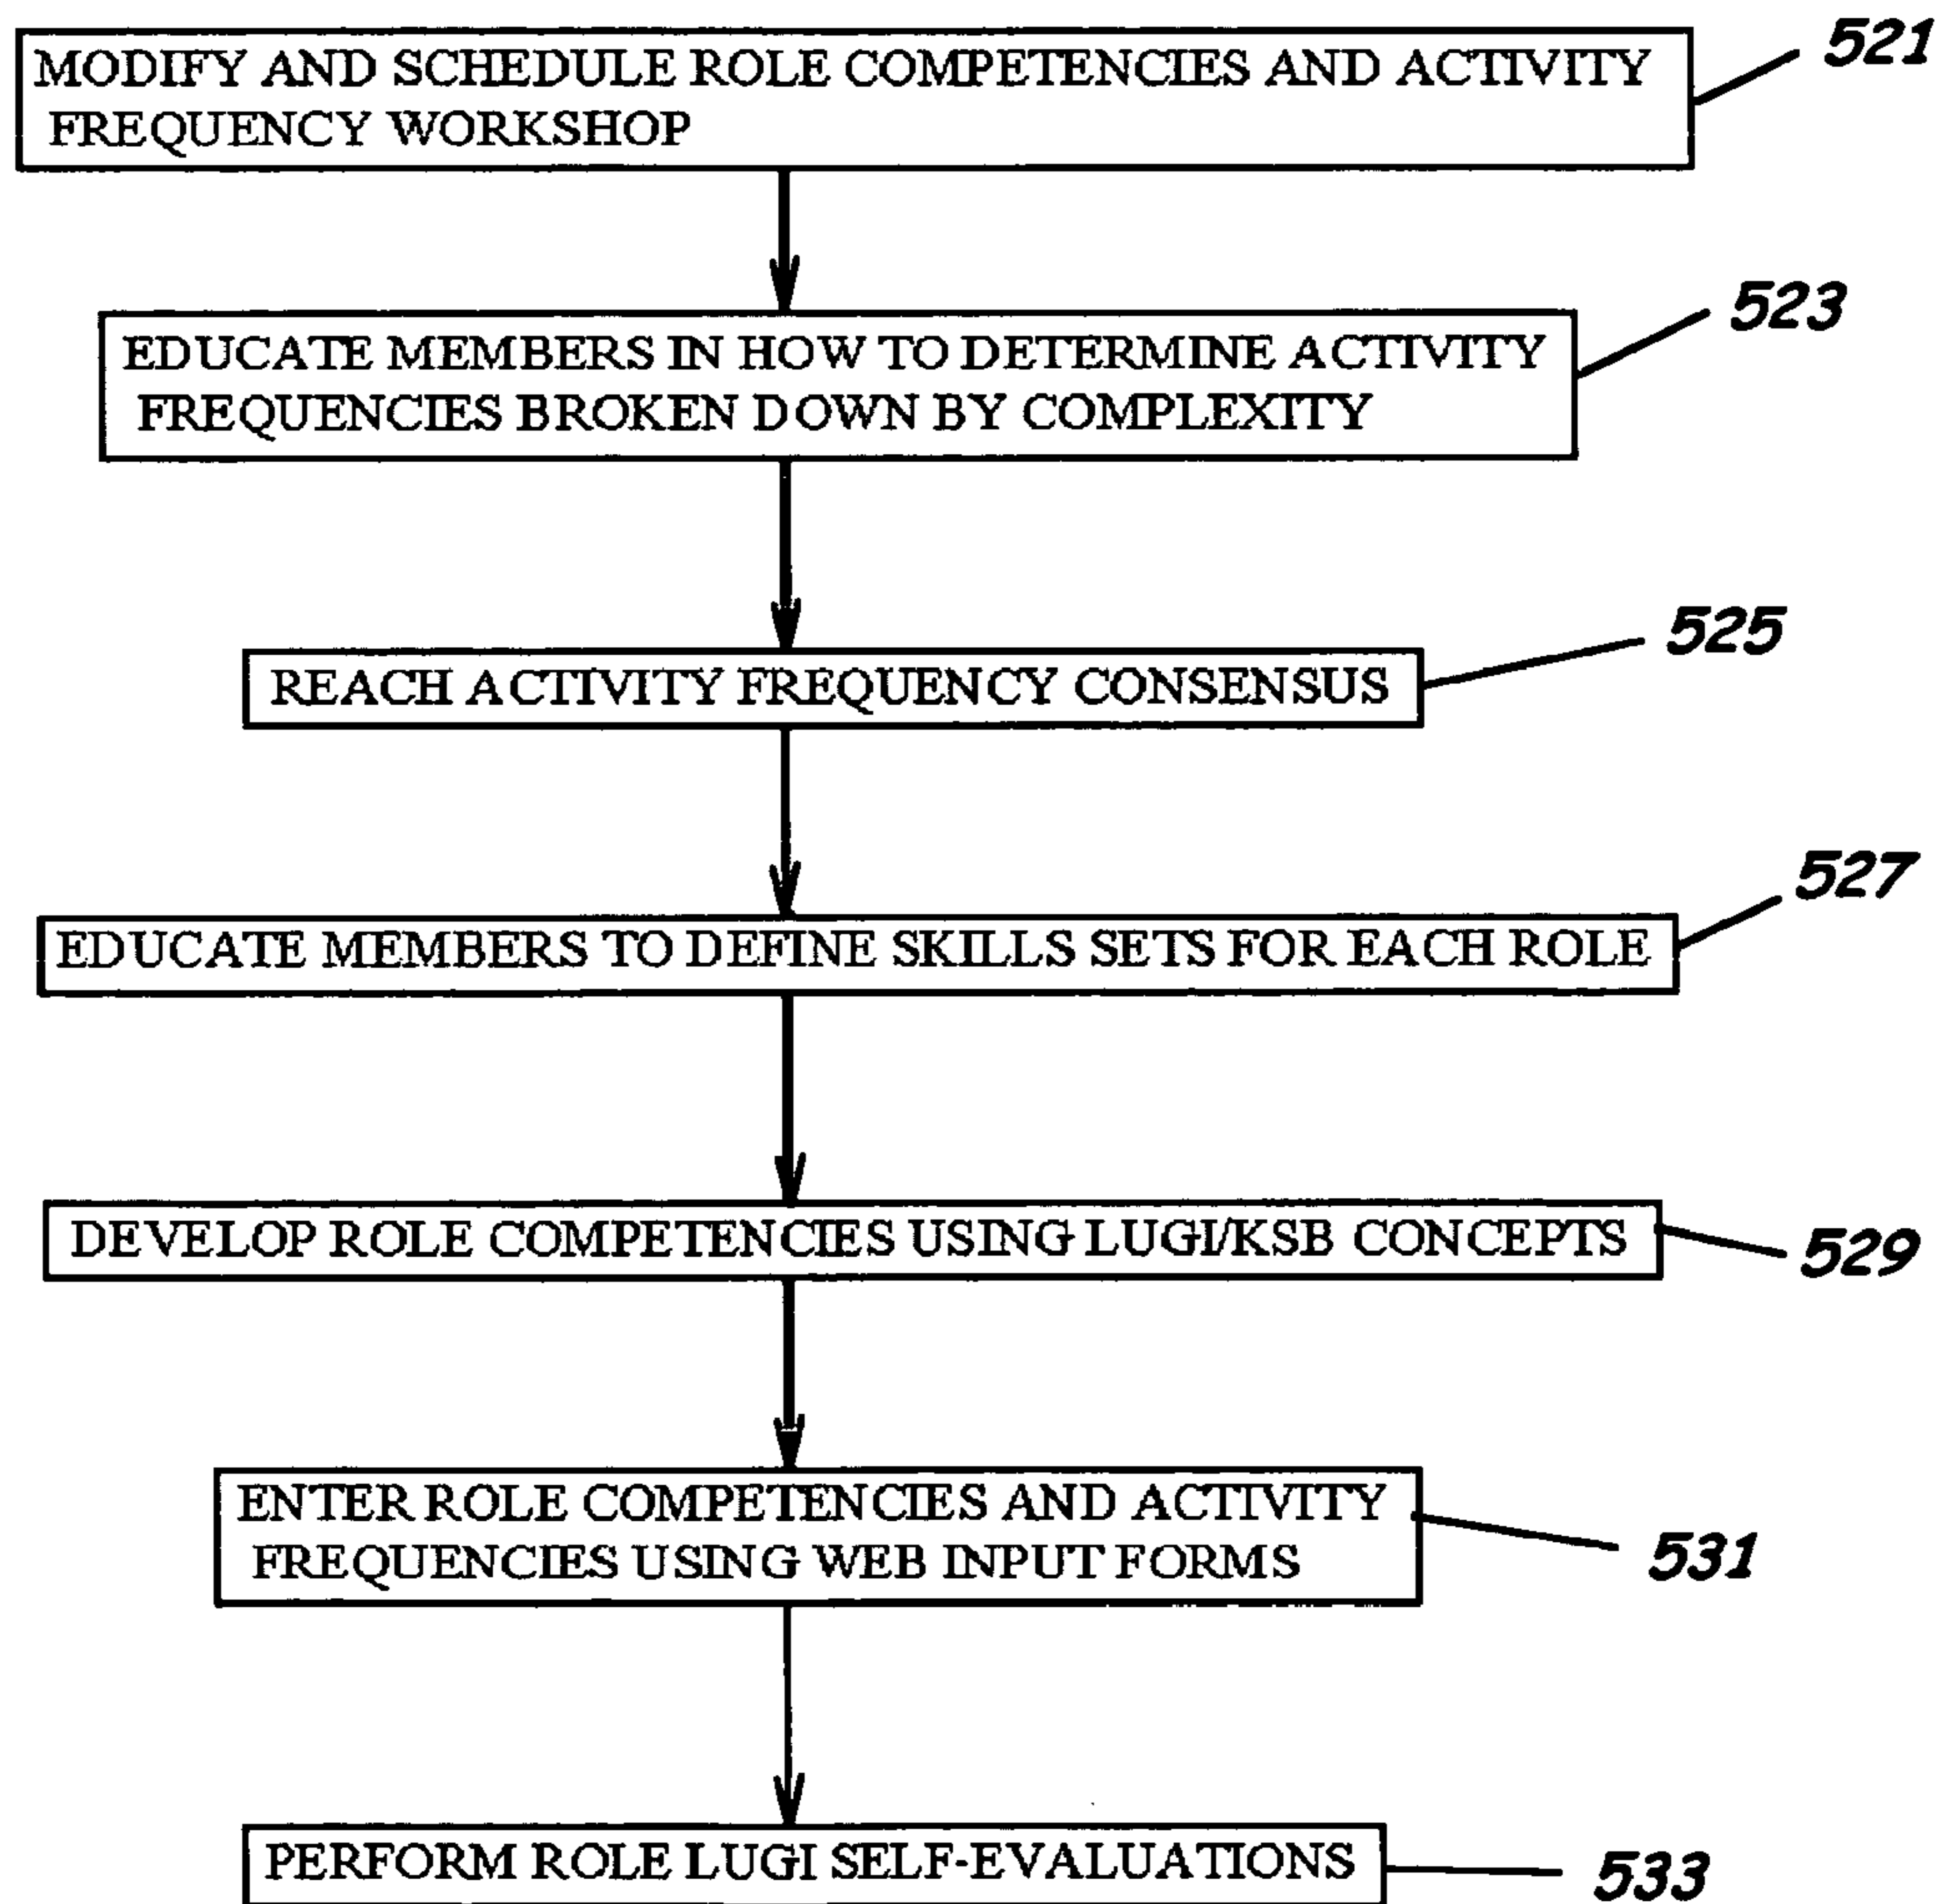 521
MODIFY AND SCHEDULE ROLE COMPETENCIES AND ACTIVITY
FREQUENCY WORKSHOP
523
EDUCATE MEMBERS IN HOW TO DETERMINE ACTIVITY
FREQUENCIES BROKEN DOWN BY COMPLEXITY
525
REACH ACTIVITY FREQUENCY CONSENSUS
527
EDUCATE MEMBERS TO DEFINE SKILLS SETS FOR EACH ROLE
DEVELOP ROLE COMPETENCIES USING LUGI/KSB CONCEPTS
529
ENTER ROLE COMPETENCIES AND ACTIVITY
FREQUENCIES USING WEB INPUT FORMS
531
PERFORM ROLE LUGI SELF-EVALUATIONS
533